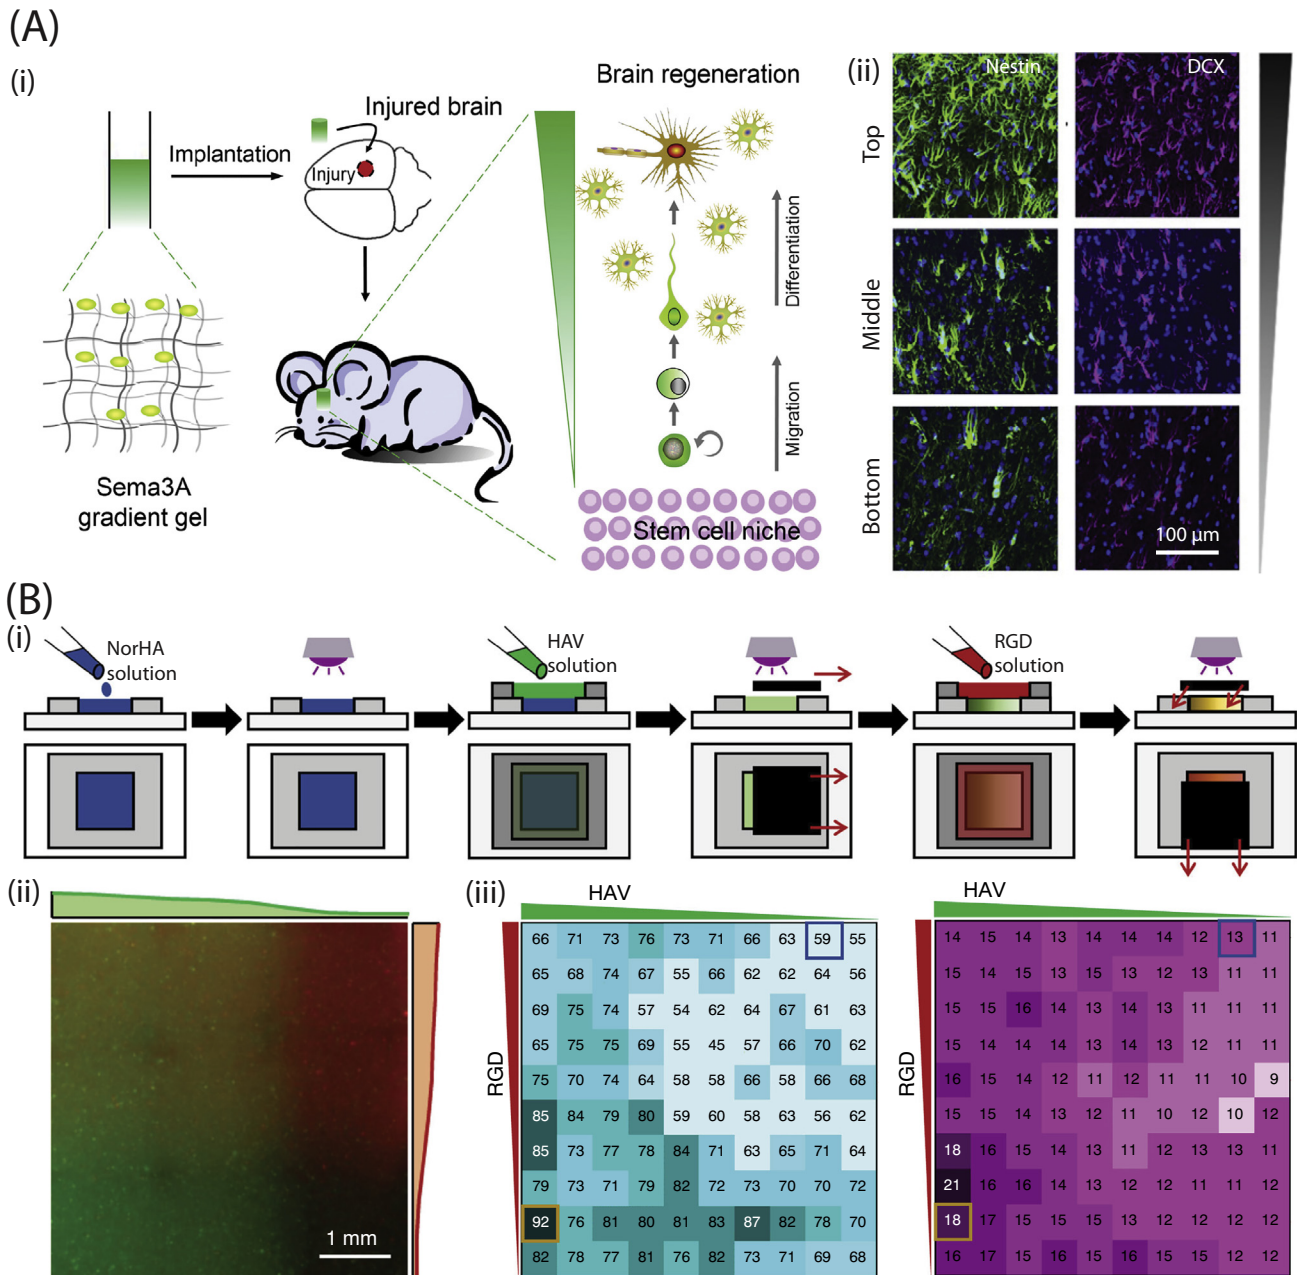 (A)
(i)
Implantation
Injured brain
Injury
Sema3A
gradient gel
Brain regeneration
Differentiation
Migration
Stem cell niche
(ii)
Nestin
DCX
Top
Middle
Bottom
100 µm
(B)
(i)
NorHA
solution
HAV
solution
RGD
solution
(ii)
1 mm
(iii)
HAV
RGD
66 71 73 76 73 71 66 63 59 55
65 68 74 67 55 66 62 62 64 56
69 75 74 57 54 62 64 67 61 63
65 75 75 69 55 45 57 66 70 62
75 70 74 64 58 58 66 58 66 68
85 84 79 80 59 60 58 63 56 62
85 73 77 78 84 71 63 65 71 64
79 73 71 79 82 72 73 70 70 72
92 76 81 80 81 83 87 82 78 70
82 78 77 81 76 82 73 71 69 68
HAV
RGD
14 15 14 13 14 14 14 12 13 11
15 14 15 13 15 13 12 13 11 11
15 15 16 14 13 14 13 11 11 11
15 14 14 14 13 14 12 12 11 11
16 15 14 12 11 12 11 11 10 9
15 15 14 13 12 11 10 12 10 12
18 16 15 14 13 11 12 13 13 11
21 16 16 14 13 12 12 11 11 12
18 17 15 15 15 13 12 12 12 12
16 17 15 16 15 16 15 15 12 12